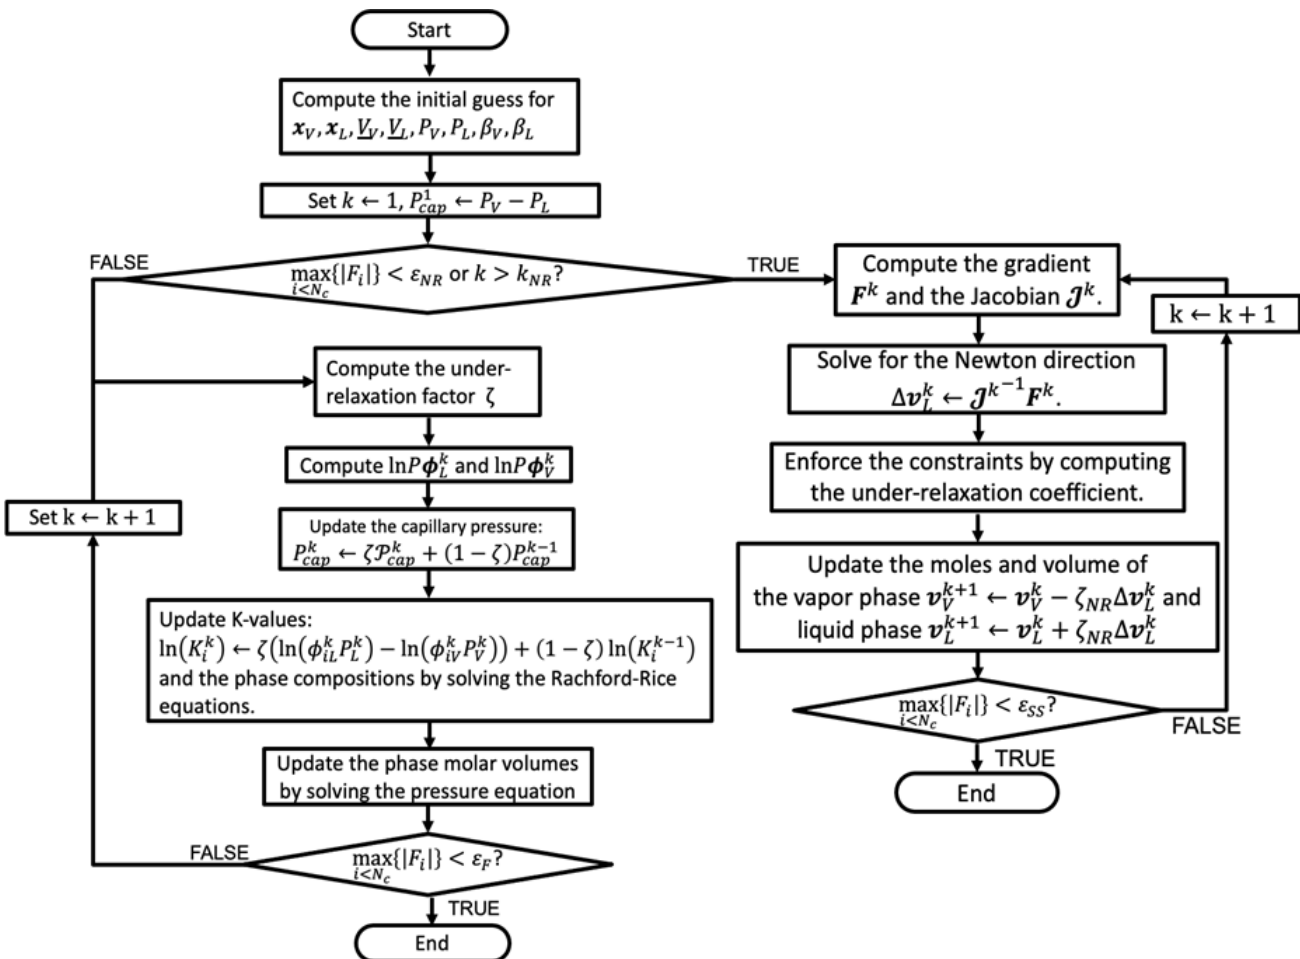 Start
Compute the initial guess for
𝒙_V, 𝒙_L, V̲_V, V̲_L, P_V, P_L, β_V, β_L
Set k ← 1, P_cap^1 ← P_V − P_L
FALSE
max_{i<N_c}{|F_i|} < ε_NR or k > k_NR?
TRUE
Compute the under-
relaxation factor ζ
Compute lnP𝝓_L^k and lnP𝝓_V^k
Set k ← k + 1
Update the capillary pressure:
P_cap^k ← ζ𝒫_cap^k + (1 − ζ)P_cap^{k−1}
Update K-values:
ln(K_i^k) ← ζ(ln(ϕ_iL^k P_L^k) − ln(ϕ_iV^k P_V^k)) + (1 − ζ) ln(K_i^{k−1})
and the phase compositions by solving the Rachford-Rice
equations.
Update the phase molar volumes
by solving the pressure equation
FALSE
max_{i<N_c}{|F_i|} < ε_F?
TRUE
End
Compute the gradient
𝑭^k and the Jacobian 𝓙^k.
k ← k + 1
Solve for the Newton direction
Δ𝒗_L^k ← 𝓙^{k^{−1}} 𝑭^k.
Enforce the constraints by computing
the under-relaxation coefficient.
Update the moles and volume of
the vapor phase 𝒗_V^{k+1} ← 𝒗_V^k − ζ_NR Δ𝒗_L^k and
liquid phase 𝒗_L^{k+1} ← 𝒗_L^k + ζ_NR Δ𝒗_L^k
max_{i<N_c}{|F_i|} < ε_SS?
FALSE
TRUE
End